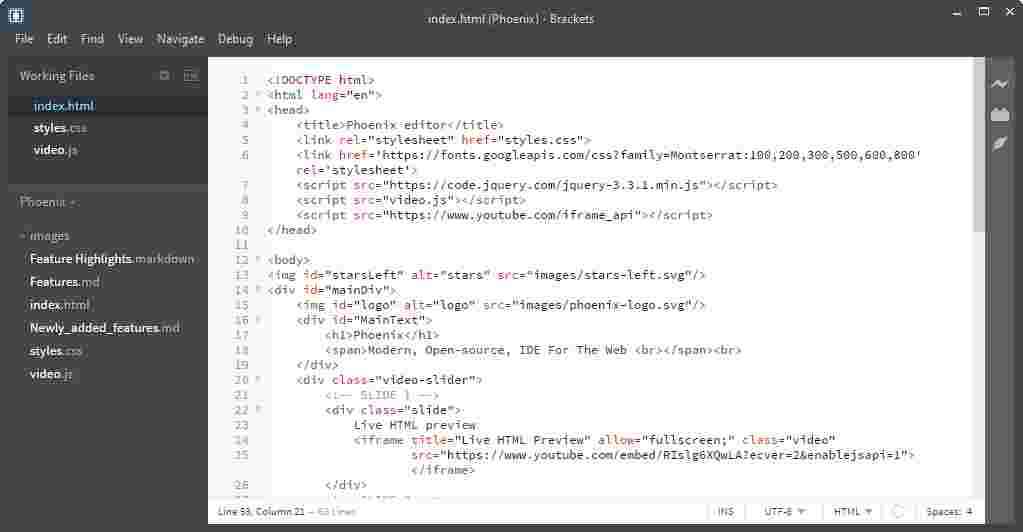 index.html (Phoenix) - Brackets
File Edit Find View Navigate Debug Help
Working Files
index.html
styles.css
video.js
Phoenix
images
Feature Highlights.markdown
Features.md
index.html
Newly_added_features.md
styles.css
video.js
1 <!DOCTYPE html>
2 <html lang="en">
3 <head>
4 <title>Phoenix editor</title>
5 <link rel="stylesheet" href="styles.css">
6 <link href='https://fonts.googleapis.com/css?family=Montserrat:100,200,300,500,600,800'
rel='stylesheet'>
7 <script src="https://code.jquery.com/jquery-3.3.1.min.js"></script>
8 <script src="video.js"></script>
9 <script src="https://www.youtube.com/iframe_api"></script>
10 </head>
11
12 <body>
13 <img id="starsLeft" alt="stars" src="images/stars-left.svg"/>
14 <div id="mainDiv">
15 <img id="logo" alt="logo" src="images/phoenix-logo.svg"/>
16 <div id="MainText">
17 <h1>Phoenix</h1>
18 <span>Modern, Open-source, IDE For The Web <br></span><br>
19 </div>
20 <div class="video-slider">
21 <!-- SLIDE 1 -->
22 <div class="slide">
23 Live HTML preview
24 <iframe title="Live HTML Preview" allow="fullscreen;" class="video"
25 src="https://www.youtube.com/embed/RIslg6XQwLA?ecver=2&enablejsapi=1">
</iframe>
26 </div>
Line 53, Column 21 — 63 Lines INS UTF-8 HTML Spaces: 4